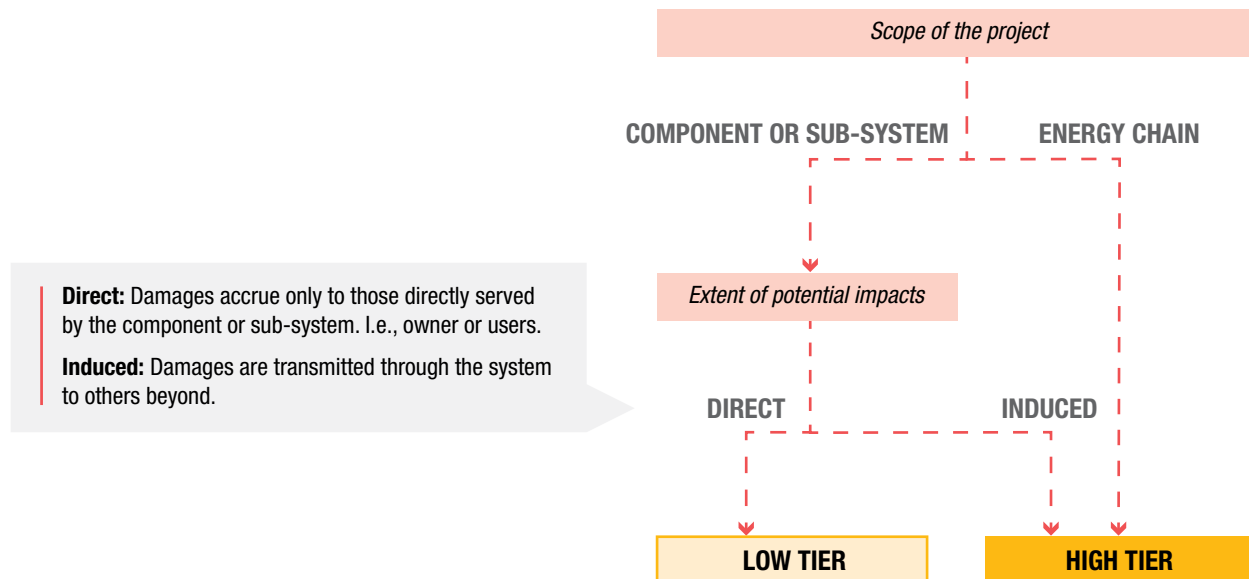 Scope of the project
COMPONENT OR SUB-SYSTEM
ENERGY CHAIN
Direct: Damages accrue only to those directly served
by the component or sub-system. I.e., owner or users.
Induced: Damages are transmitted through the system
to others beyond.
Extent of potential impacts
DIRECT
INDUCED
LOW TIER
HIGH TIER